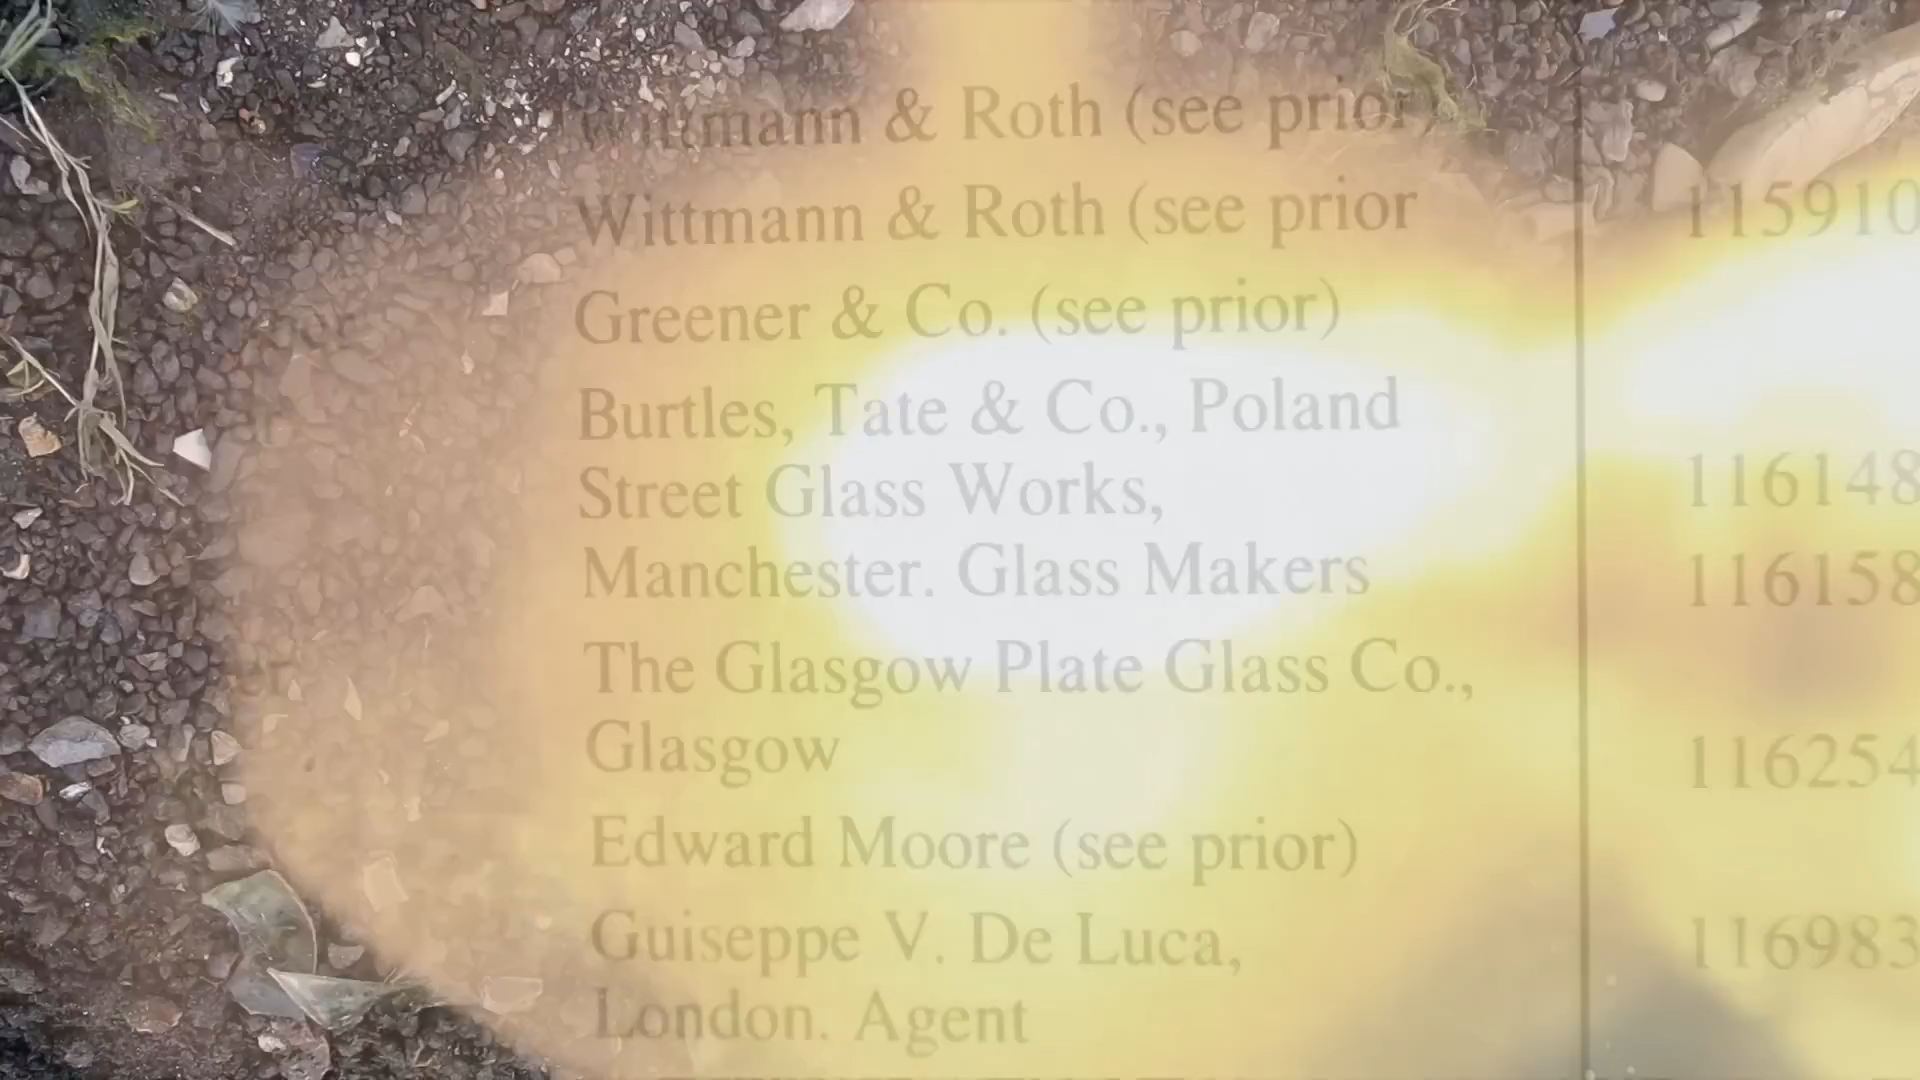 Wittmann & Roth (see prior)
Wittmann & Roth (see prior
115910
Greener & Co. (see prior)
Burtles, Tate & Co., Poland
Street Glass Works,
116148
Manchester. Glass Makers
116158
The Glasgow Plate Glass Co.,
Glasgow
116254
Edward Moore (see prior)
Guiseppe V. De Luca,
116983
London. Agent